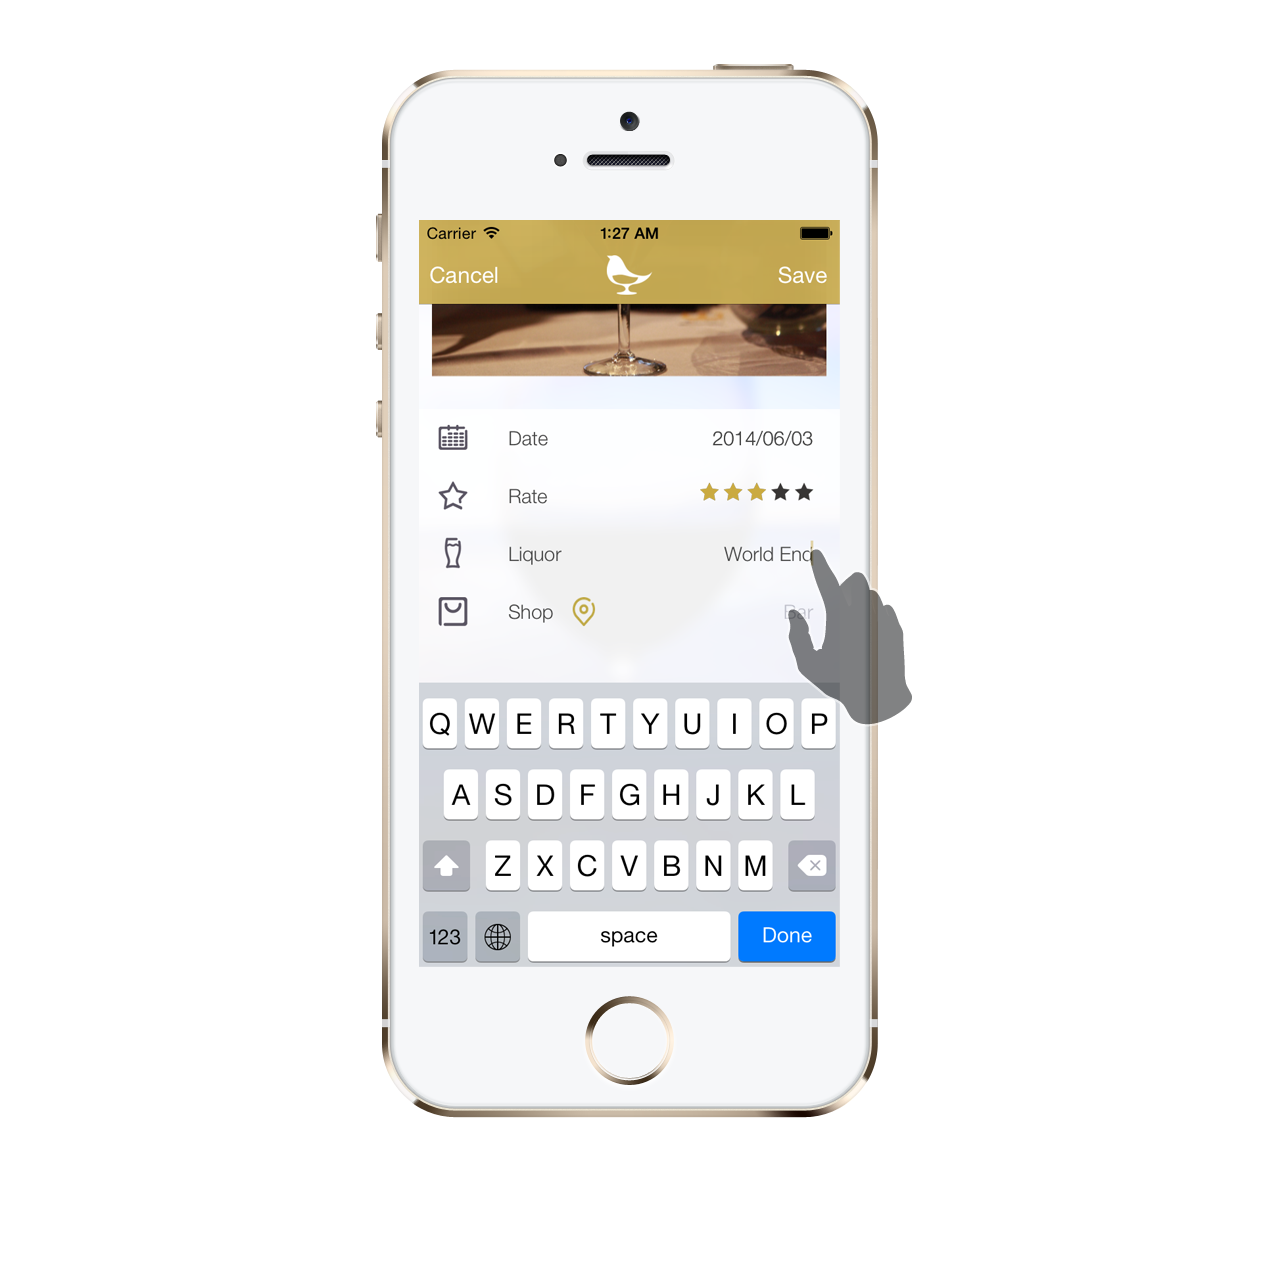 Carrier 1:27 AM
Cancel Save
Date 2014/06/03
Rate
Liquor World End
Shop Bar
Q W E R T Y U I O P
A S D F G H J K L
Z X C V B N M
123 space Done